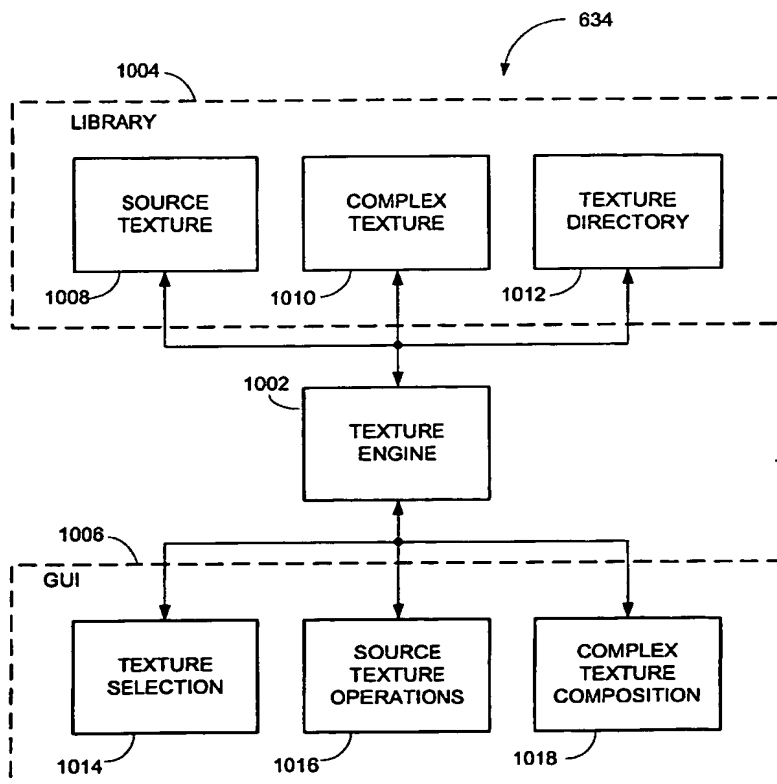 634
1004
LIBRARY
SOURCE
TEXTURE
COMPLEX
TEXTURE
TEXTURE
DIRECTORY
1008
1010
1012
1002
TEXTURE
ENGINE
1006
GUI
TEXTURE
SELECTION
SOURCE
TEXTURE
OPERATIONS
COMPLEX
TEXTURE
COMPOSITION
1014
1016
1018